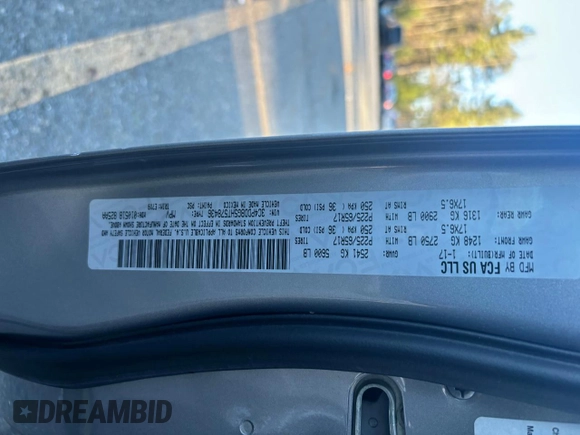 MFD BY FCA US LLC
DATE OF MFR(BUILT): 1-17 GVWR: 2541 KG 5600 LB
GAWR FRONT: 1248 KG 2750 LB WITH P225/65R17 TIRES
17X6.5 RIMS AT 250 KPA 36 PSI(COLD)
GAWR REAR: 1316 KG 2900 LB WITH P225/65R17 TIRES
17X6.5 RIMS AT 250 KPA 36 PSI(COLD)
THIS VEHICLE CONFORMS TO ALL APPLICABLE U.S.A. FEDERAL MOTOR VEHICLE SAFETY AND
THEFT PREVENTION STANDARDS IN EFFECT ON THE DATE OF MANUFACTURE SHOWN ABOVE.
VIN: MPV
VEHICLE MADE IN MEXICO PAINT: PSC
DREAMBID